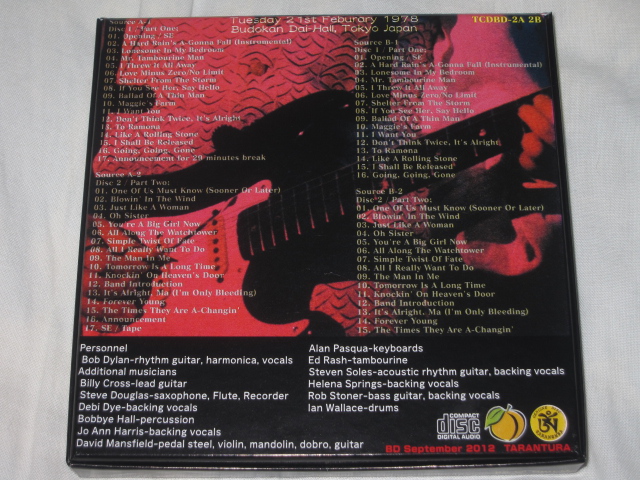 Tuesday 21st Feburary 1978
Budokan Dai-Hall, Tokyo Japan
TCDBD-2A 2B
Source A-1
Disc 1 / Part One:
01. Opening / SE
02. A Hard Rain's A-Gonna Fall (Instrumental)
03. Lonesome In My Bedroom
04. Mr. Tambourine Man
05. I Threw It All Away
06. Love Minus Zero/No Limit
07. Shelter From The Storm
08. If You See Her, Say Hello
09. Ballad Of A Thin Man
10. Maggie's Farm
11. I Want You
12. Don't Think Twice, It's Alright
13. To Ramona
14. Like A Rolling Stone
15. I Shall Be Released
16. Going, Going, Gone
17. Announcement for 20 minutes break
Source A-2
Disc 2 / Part Two:
01. One Of Us Must Know (Sooner Or Later)
02. Blowin' In The Wind
03. Just Like A Woman
04. Oh Sister
05. You're A Big Girl Now
06. All Along The Watchtower
07. Simple Twist Of Fate
08. All I Really Want To Do
09. The Man In Me
10. Tomorrow Is A Long Time
11. Knockin' On Heaven's Door
12. Band Introduction
13. It's Alright, Ma (I'm Only Bleeding)
14. Forever Young
15. The Times They Are A-Changin'
16. Announcement
17. SE / Tape
Source B-1
Disc 1 / Part One:
01. Opening / SE
02. A Hard Rain's A-Gonna Fall (Instrumental)
03. Lonesome In My Bedroom
04. Mr. Tambourine Man
05. I Threw It All Away
06. Love Minus Zero/No Limit
07. Shelter From The Storm
08. If You See Her, Say Hello
09. Ballad Of A Thin Man
10. Maggie's Farm
11. I Want You
12. Don't Think Twice, It's Alright
13. To Ramona
14. Like A Rolling Stone
15. I Shall Be Released
16. Going, Going, Gone
Source B-2
Disc 2 / Part Two:
01. One Of Us Must Know (Sooner Or Later)
02. Blowin' In The Wind
03. Just Like A Woman
04. Oh Sister
05. You're A Big Girl Now
06. All Along The Watchtower
07. Simple Twist Of Fate
08. All I Really Want To Do
09. The Man In Me
10. Tomorrow Is A Long Time
11. Knockin' On Heaven's Door
12. Band Introduction
13. It's Alright, Ma (I'm Only Bleeding)
14. Forever Young
15. The Times They Are A-Changin'
Personnel
Bob Dylan-rhythm guitar, harmonica, vocals
Additional musicians
Billy Cross-lead guitar
Steve Douglas-saxophone, Flute, Recorder
Debi Dye-backing vocals
Bobbye Hall-percussion
Jo Ann Harris-backing vocals
David Mansfield-pedal steel, violin, mandolin, dobro, guitar
Alan Pasqua-keyboards
Ed Rash-tambourine
Steven Soles-acoustic rhythm guitar, backing vocals
Helena Springs-backing vocals
Rob Stoner-bass guitar, backing vocals
Ian Wallace-drums
COMPACT
disc
DIGITAL AUDIO
TARANTURA
BD September 2012 TARANTURA